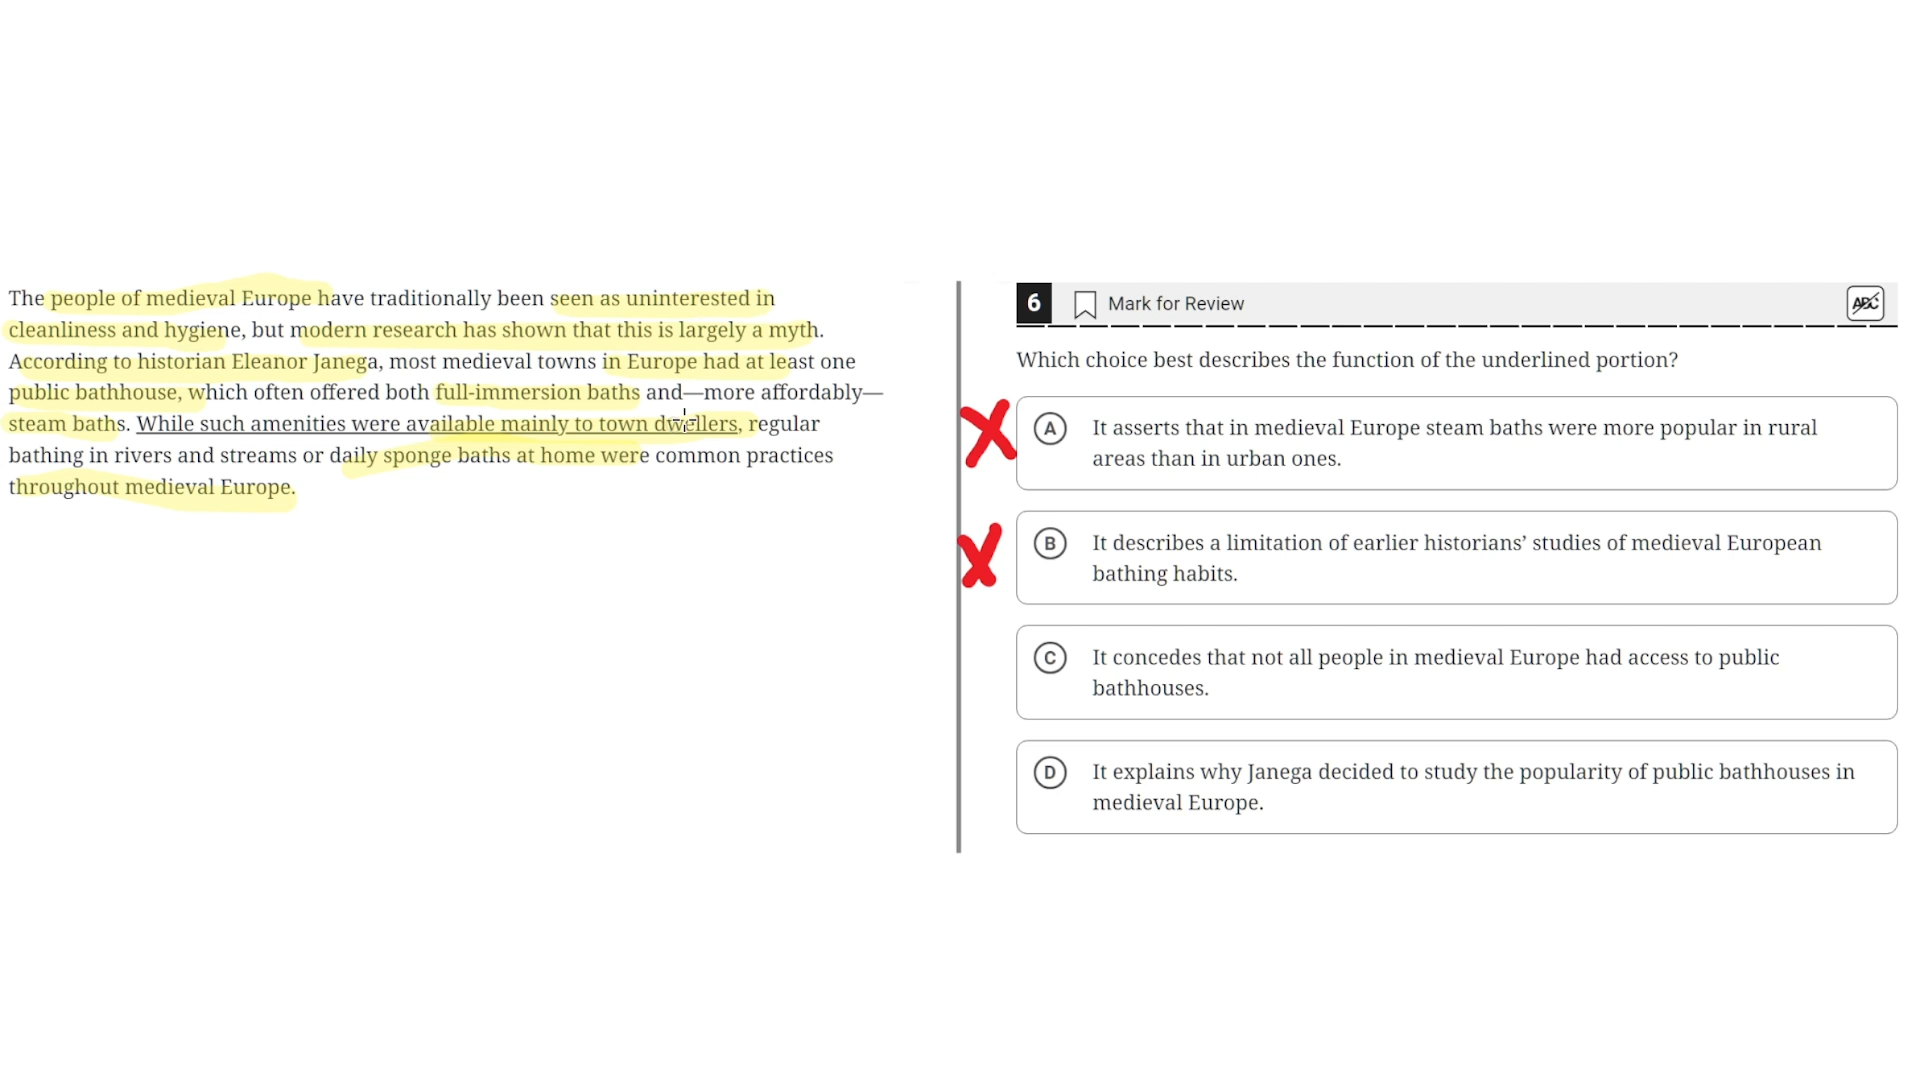 The people of medieval Europe have traditionally been seen as uninterested in
cleanliness and hygiene, but modern research has shown that this is largely a myth.
According to historian Eleanor Janega, most medieval towns in Europe had at least one
public bathhouse, which often offered both full-immersion baths and—more affordably—
steam baths. While such amenities were available mainly to town dwellers, regular
bathing in rivers and streams or daily sponge baths at home were common practices
throughout medieval Europe.
6 Mark for Review ABC
Which choice best describes the function of the underlined portion?
A It asserts that in medieval Europe steam baths were more popular in rural
areas than in urban ones.
B It describes a limitation of earlier historians’ studies of medieval European
bathing habits.
C It concedes that not all people in medieval Europe had access to public
bathhouses.
D It explains why Janega decided to study the popularity of public bathhouses in
medieval Europe.